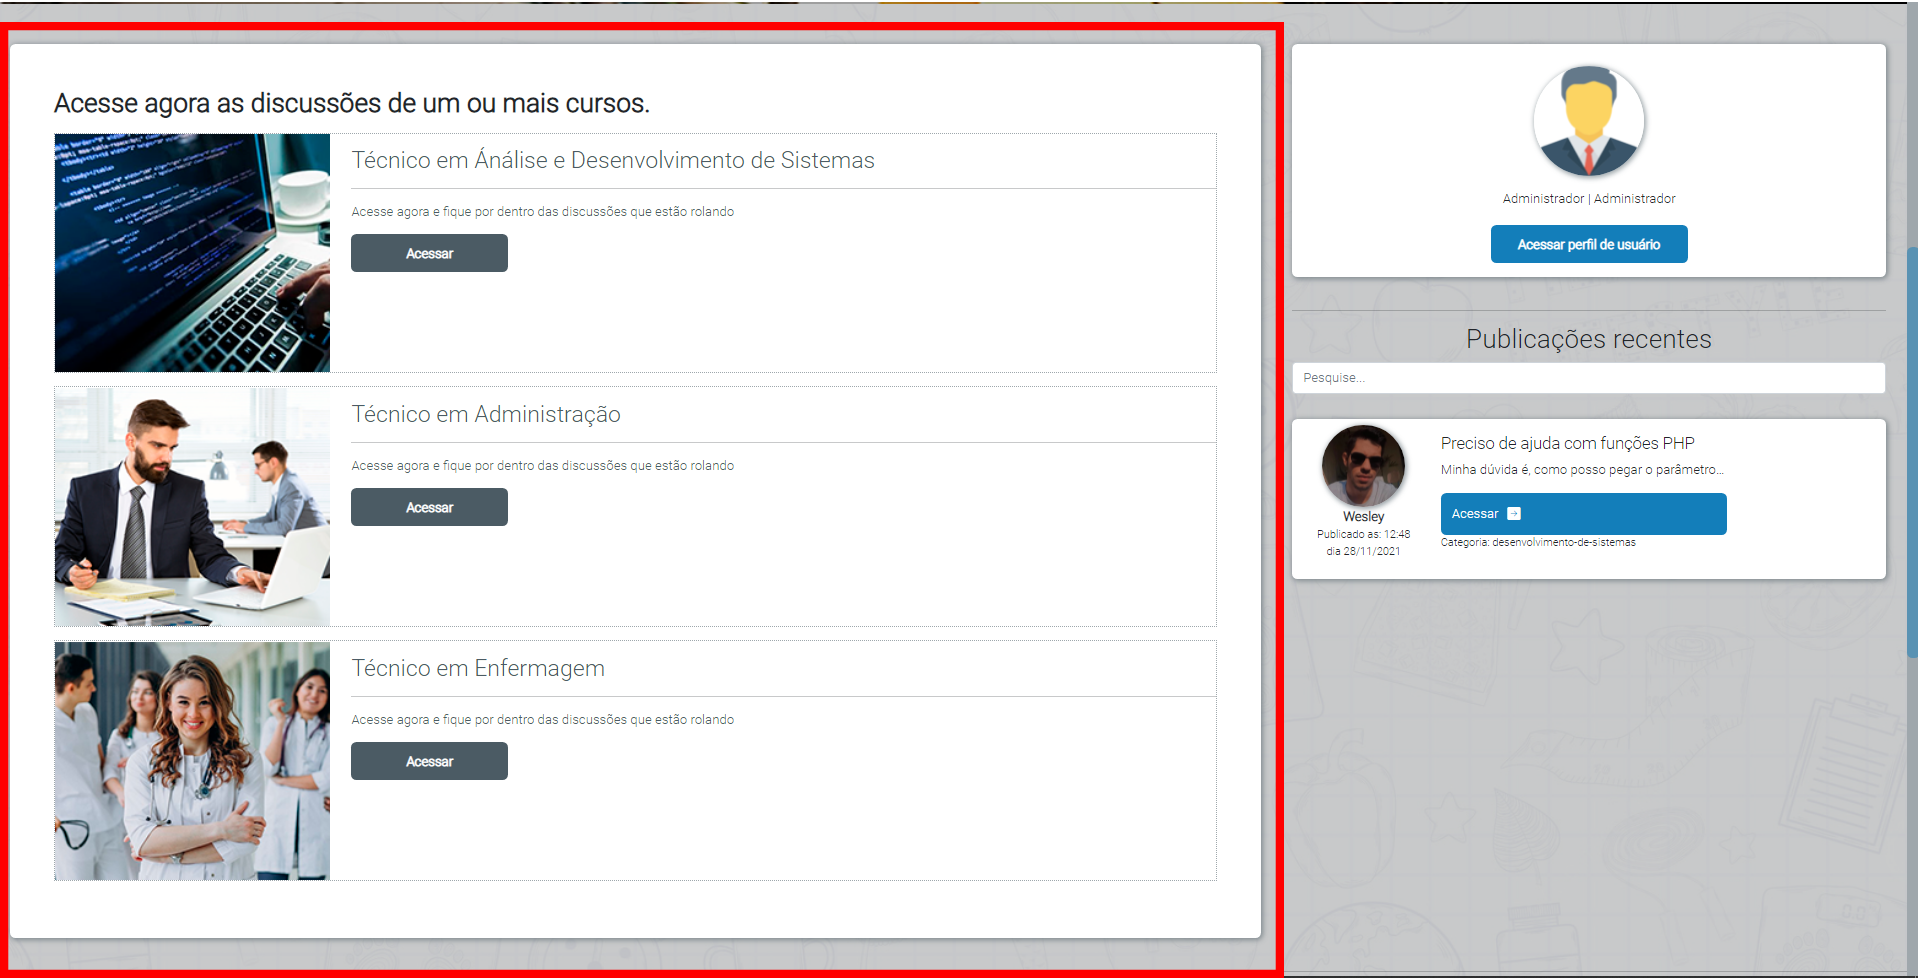 Acesse agora as discussões de um ou mais cursos.
Técnico em Ánálise e Desenvolvimento de Sistemas
Acesse agora e fique por dentro das discussões que estão rolando
Acessar
Técnico em Administração
Acesse agora e fique por dentro das discussões que estão rolando
Acessar
Técnico em Enfermagem
Acesse agora e fique por dentro das discussões que estão rolando
Acessar
Administrador | Administrador
Acessar perfil de usuário
Publicações recentes
Pesquise...
Preciso de ajuda com funções PHP
Minha dúvida é, como posso pegar o parâmetro...
Acessar
Categoria: desenvolvimento-de-sistemas
Wesley
Publicado as: 12:48
dia 28/11/2021